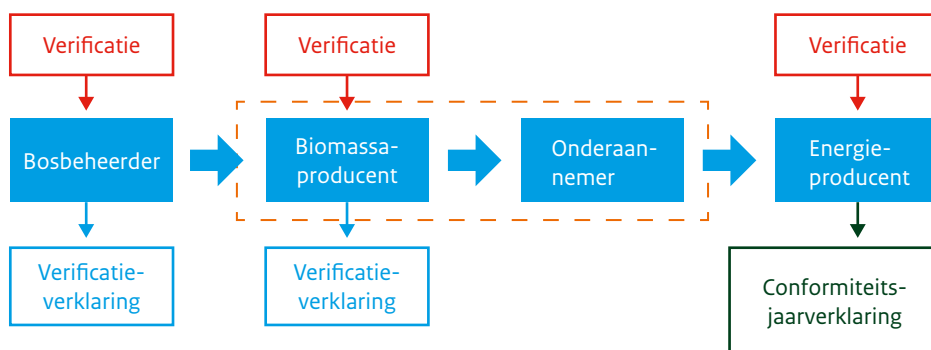 Verificatie
Verificatie
Verificatie
Bosbeheerder
Biomassa-
producent
Onderaan-
nemer
Energie-
producent
Verificatie-
verklaring
Verificatie-
verklaring
Conformiteits-
jaarverklaring